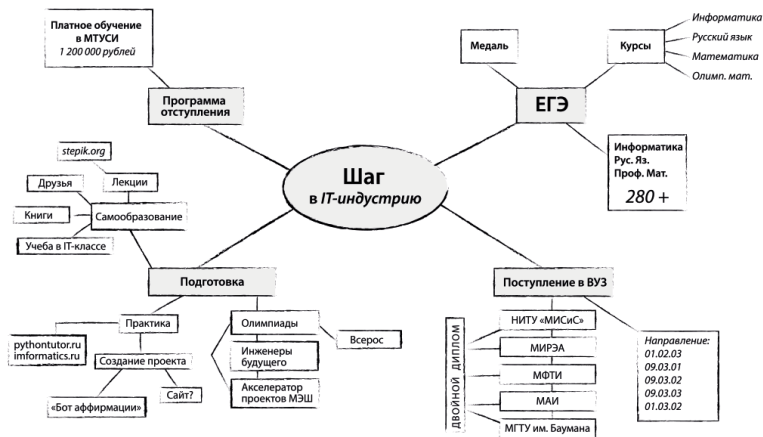 Платное обучение
в МТУСИ
1 200 000 рублей
Программа
отступления
Медаль
Курсы
Информатика
Русский язык
Математика
Олимп. мат.
ЕГЭ
Информатика
Рус. Яз.
Проф. Мат.
280 +
Шаг
в IT-индустрию
stepik.org
Друзья
Лекции
Книги
Самообразование
Учеба в IT-классе
Подготовка
Практика
pythontutor.ru
imformatics.ru
Создание проекта
Сайт?
«Бот аффирмации»
Олимпиады
Всерос
Инженеры
будущего
Акселератор
проектов МЭШ
Поступление в ВУЗ
ДВОЙНОЙ ДИПЛОМ
НИТУ «МИСиС»
МИРЭА
МФТИ
МАИ
МГТУ им. Баумана
Направление:
01.02.03
09.03.01
09.03.02
09.03.03
01.03.02